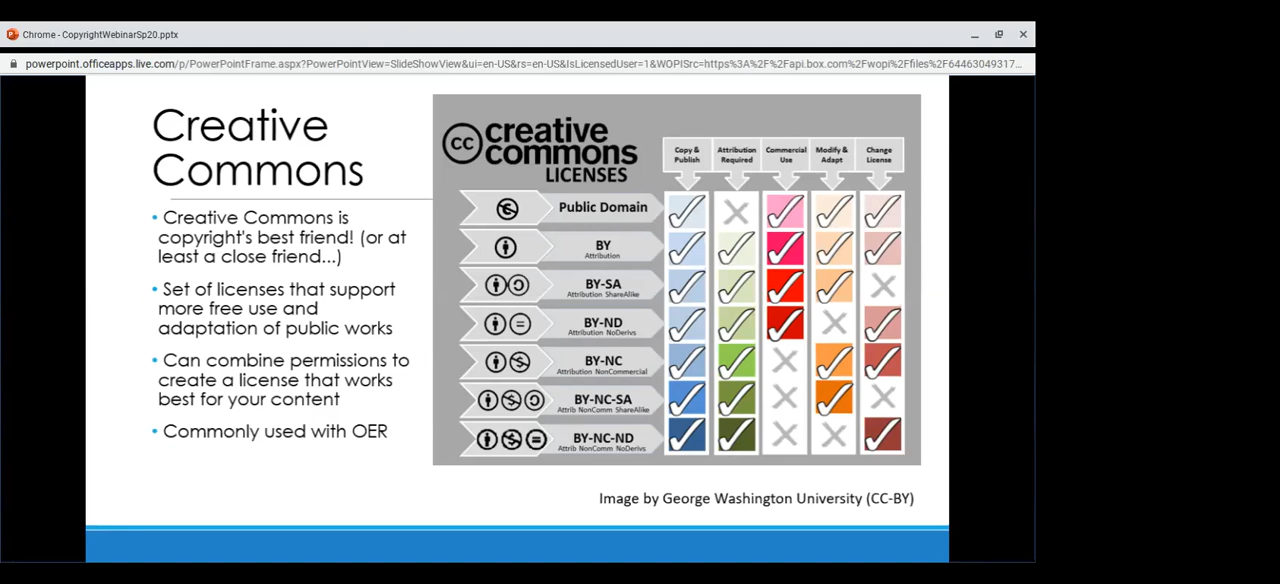 Chrome - CopyrightWebinarSp20.pptx
powerpoint.officeapps.live.com/p/PowerPointFrame.aspx?PowerPointView=SlideShowView&ui=en-US&rs=en-US&IsLicensedUser=1&WOPISrc=https%3A%2F%2Fapi.box.com%2Fwopi%2Ffiles%2F64463049317...
Creative
Commons
• Creative Commons is
copyright's best friend! (or at
least a close friend...)
• Set of licenses that support
more free use and
adaptation of public works
• Can combine permissions to
create a license that works
best for your content
• Commonly used with OER
cc creative
commons
LICENSES
Copy &
Publish
Attribution
Required
Commercial
Use
Modify &
Adapt
Change
License
Public Domain
BY
Attribution
BY-SA
Attribution ShareAlike
BY-ND
Attribution NoDerivs
BY-NC
Attribution NonCommercial
BY-NC-SA
Attrib NonComm ShareAlike
BY-NC-ND
Attrib NonComm NoDerivs
Image by George Washington University (CC-BY)